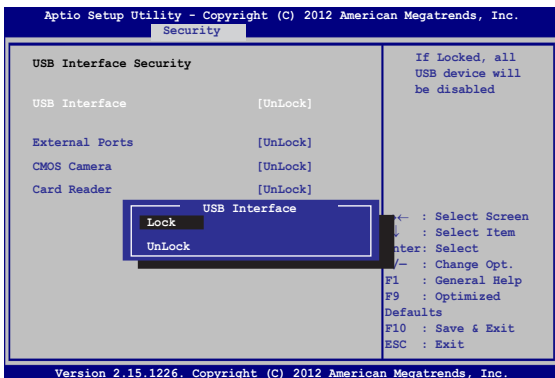 Aptio Setup Utility - Copyright (C) 2012 American Megatrends, Inc.
Security
USB Interface Security
USB Interface [UnLock]
External Ports [UnLock]
CMOS Camera [UnLock]
Card Reader [UnLock]
USB Interface
Lock
UnLock
If Locked, all
USB device will
be disabled
→← : Select Screen
: Select Item
nter: Select
/— : Change Opt.
F1 : General Help
F9 : Optimized
Defaults
F10 : Save & Exit
ESC : Exit
Version 2.15.1226. Copyright (C) 2012 American Megatrends, Inc.